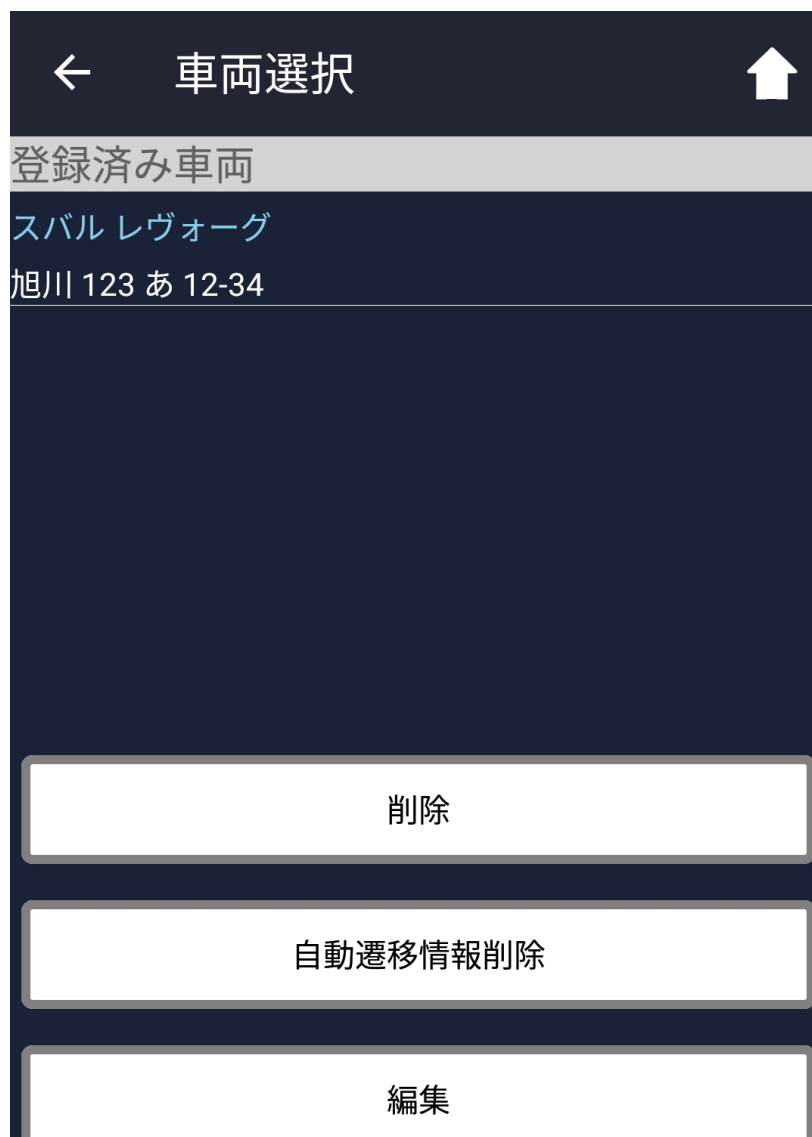 車両選択
登録済み車両
スバル レヴォーグ
旭川 123 あ 12-34
削除
自動遷移情報削除
編集